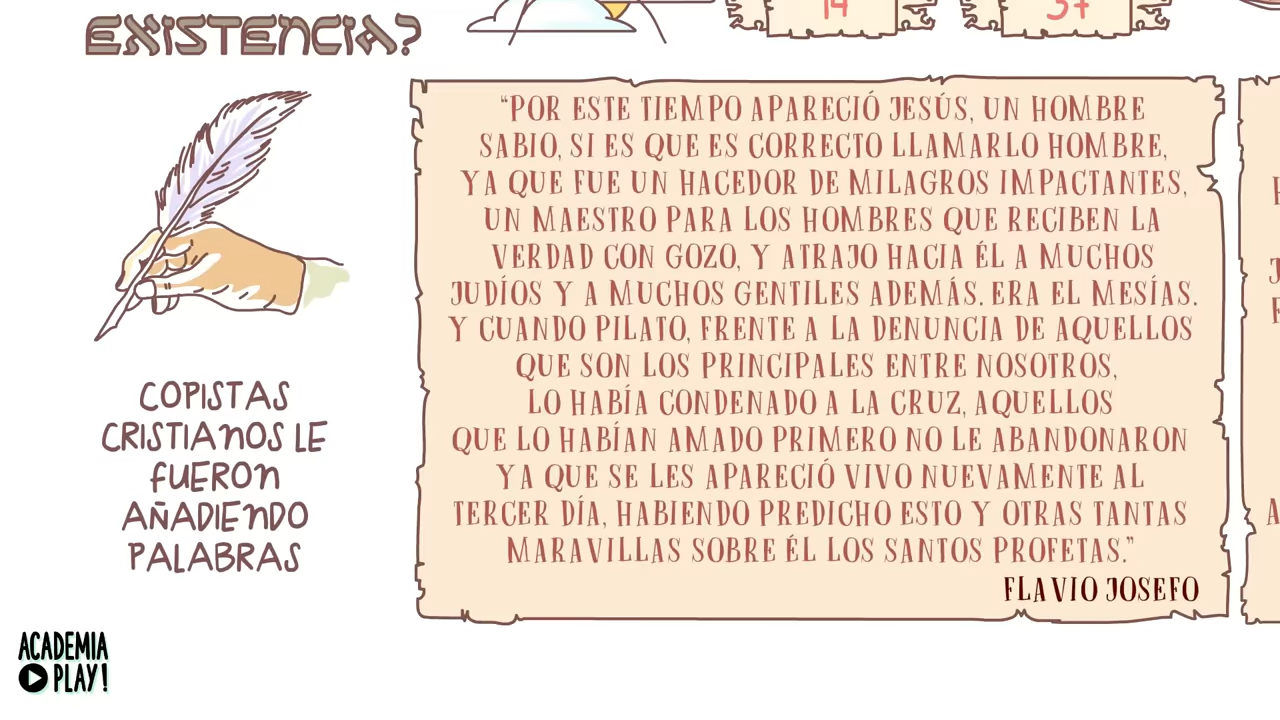 EXISTENCIA?
14
37
"POR ESTE TIEMPO APARECIÓ JESÚS, UN HOMBRE
SABIO, SI ES QUE ES CORRECTO LLAMARLO HOMBRE,
YA QUE FUE UN HACEDOR DE MILAGROS IMPACTANTES,
UN MAESTRO PARA LOS HOMBRES QUE RECIBEN LA
VERDAD CON GOZO, Y ATRAJO HACIA ÉL A MUCHOS
JUDÍOS Y A MUCHOS GENTILES ADEMÁS. ERA EL MESÍAS.
Y CUANDO PILATO, FRENTE A LA DENUNCIA DE AQUELLOS
QUE SON LOS PRINCIPALES ENTRE NOSOTROS,
LO HABÍA CONDENADO A LA CRUZ, AQUELLOS
QUE LO HABÍAN AMADO PRIMERO NO LE ABANDONARON
YA QUE SE LES APARECIÓ VIVO NUEVAMENTE AL
TERCER DÍA, HABIENDO PREDICHO ESTO Y OTRAS TANTAS
MARAVILLAS SOBRE ÉL LOS SANTOS PROFETAS."
FLAVIO JOSEFO
COPISTAS
CRISTIANOS LE
FUERON
AÑADIENDO
PALABRAS
ACADEMIA
PLAY!